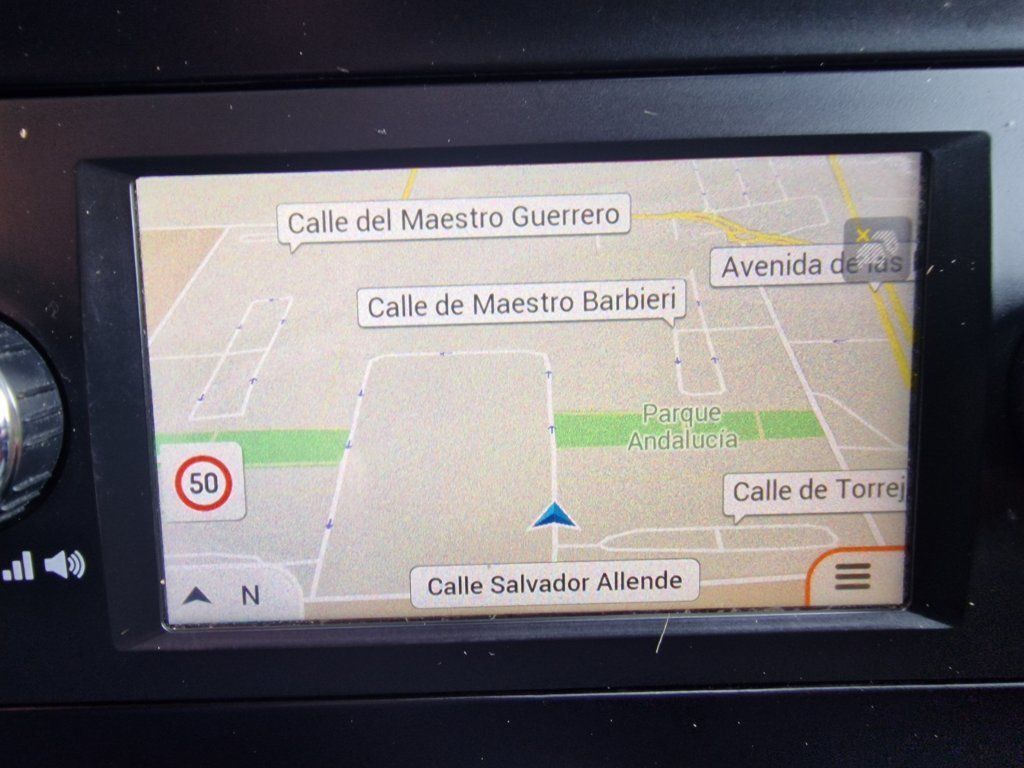 Calle del Maestro Guerrero
Avenida de las
Calle de Maestro Barbieri
Parque
Andalucía
50
Calle de Torrej
N
Calle Salvador Allende